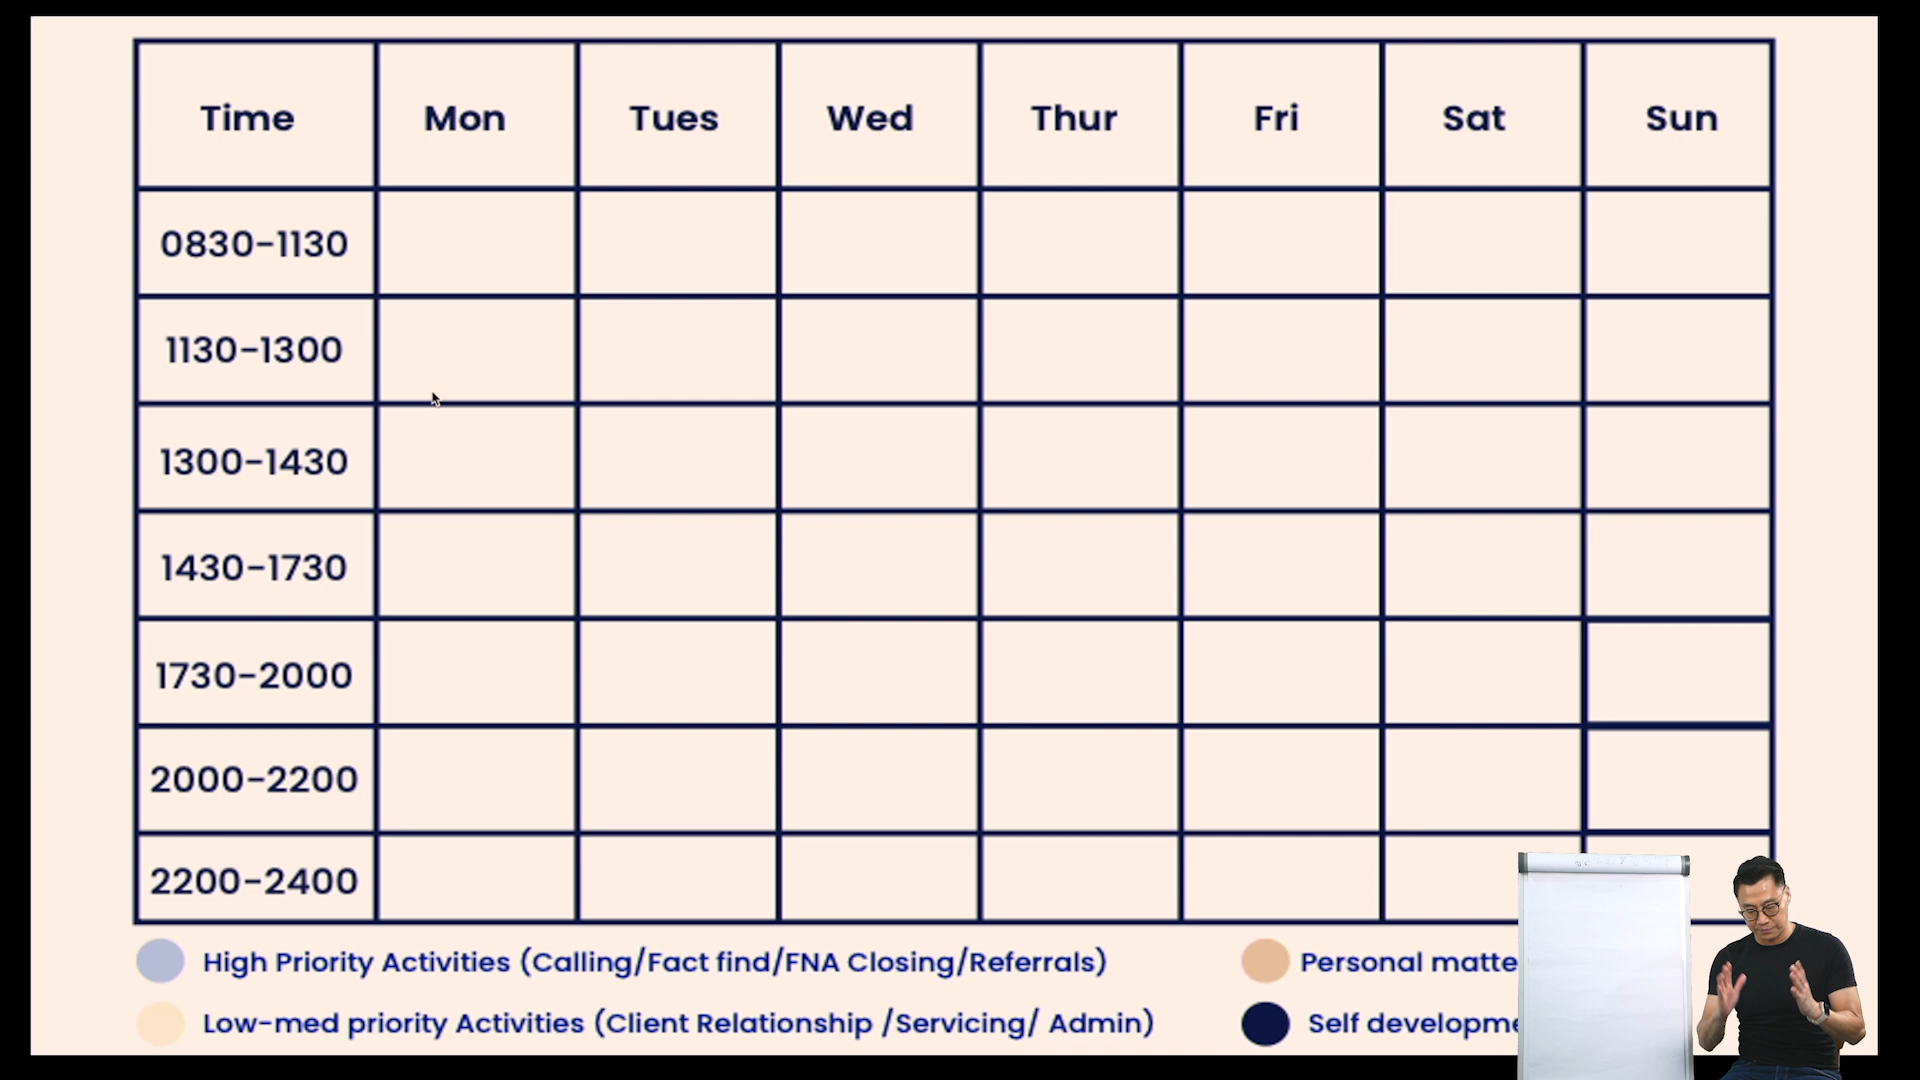 Time Mon Tues Wed Thur Fri Sat Sun
0830-1130
1130-1300
1300-1430
1430-1730
1730-2000
2000-2200
2200-2400
High Priority Activities (Calling/Fact find/FNA Closing/Referrals)
Personal
Low-med priority Activities (Client Relationship /Servicing/ Admin)
Self